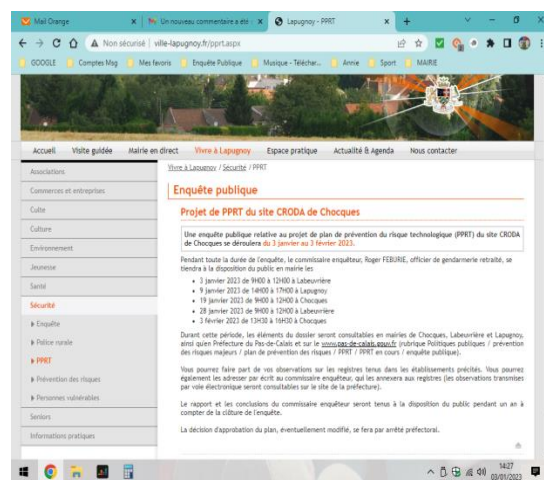 Mail Orange
Un nouveau commentaire a été
Lapugnoy - PPRT
Non sécurisé | ville-lapugnoy.fr/pprt.aspx
GOOGLE Comptes Msg Mes favoris Enquête Publique Musique - Téléchar... Annie Sport MAIRIE
Accueil Visite guidée Mairie en direct Vivre à Lapugnoy Espace pratique Actualité & Agenda Nous contacter
Associations
Commerces et entreprises
Culte
Culture
Environnement
Jeunesse
Santé
Sécurité
Enquête
Police rurale
PPRT
Prévention des risques
Personnes vulnérables
Seniors
Informations pratiques
Vivre à Lapugnoy / Sécurité / PPRT
Enquête publique
Projet de PPRT du site CRODA de Chocques
Une enquête publique relative au projet de plan de prévention du risque technologique (PPRT) du site CRODA
de Chocques se déroulera du 3 janvier au 3 février 2023.
Pendant toute la durée de l'enquête, le commissaire enquêteur, Roger FEBURIE, officier de gendarmerie retraité, se
tiendra à la disposition du public en mairie les
• 3 janvier 2023 de 9H00 à 12H00 à Labeuvrière
• 9 janvier 2023 de 14H00 à 17H00 à Lapugnoy
• 19 janvier 2023 de 9H00 à 12H00 à Chocques
• 28 janvier 2023 de 9H00 à 12H00 à Labeuvrière
• 3 février 2023 de 13H30 à 16H30 à Chocques
Durant cette période, les éléments du dossier seront consultables en mairies de Chocques, Labeuvrière et Lapugnoy,
ainsi qu'en Préfecture du Pas-de-Calais et sur le www.pas-de-calais.gouv.fr (rubrique Politiques publiques / prévention
des risques majeurs / plan de prévention des risques / PPRT / PPRT en cours / enquête publique).
Vous pourrez faire part de vos observations sur les registres tenus dans les établissements précités. Vous pourrez
également les adresser par écrit au commissaire enquêteur, qui les annexera aux registres (les observations transmises
par voie électronique seront consultables sur le site de la préfecture).
Le rapport et les conclusions du commissaire enquêteur seront tenus à la disposition du public pendant un an à
compter de la clôture de l'enquête.
La décision d'approbation du plan, éventuellement modifié, se fera par arrêté préfectoral.
14:27
03/01/2023